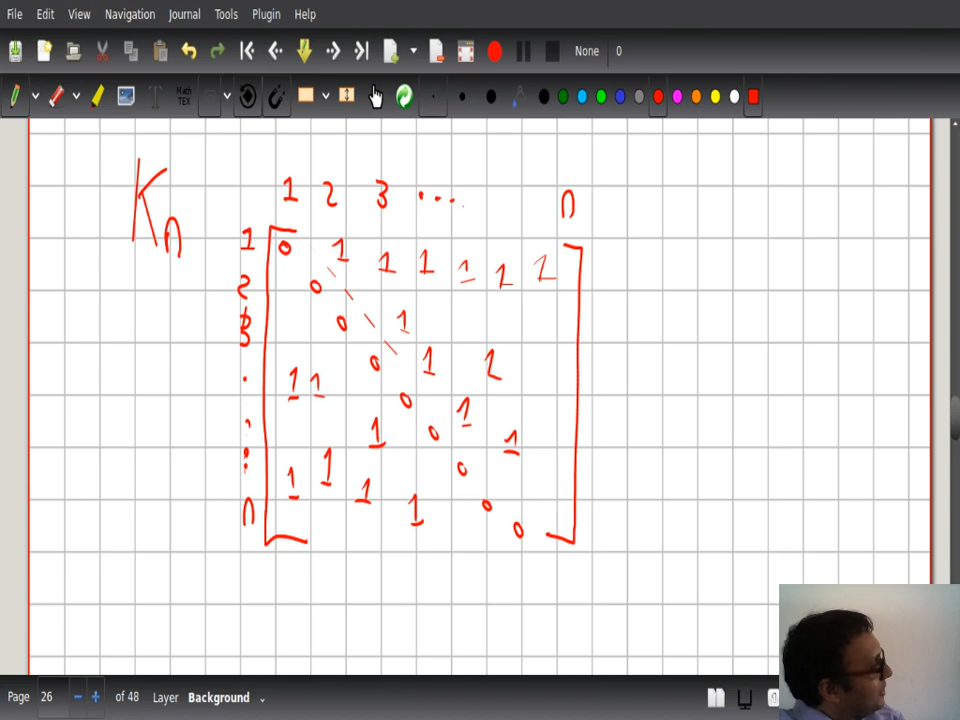 File Edit View Navigation Journal Tools Plugin Help
None 0
T Math TEX
Kn
1 2 3 ... n
1 0 1 1 1 1 1 1
2 0
3 0 1
0 1 1
1 1 0 1
1 0 1
1 1 0
n 1 1 1 0
0
Page 26 of 48 Layer Background